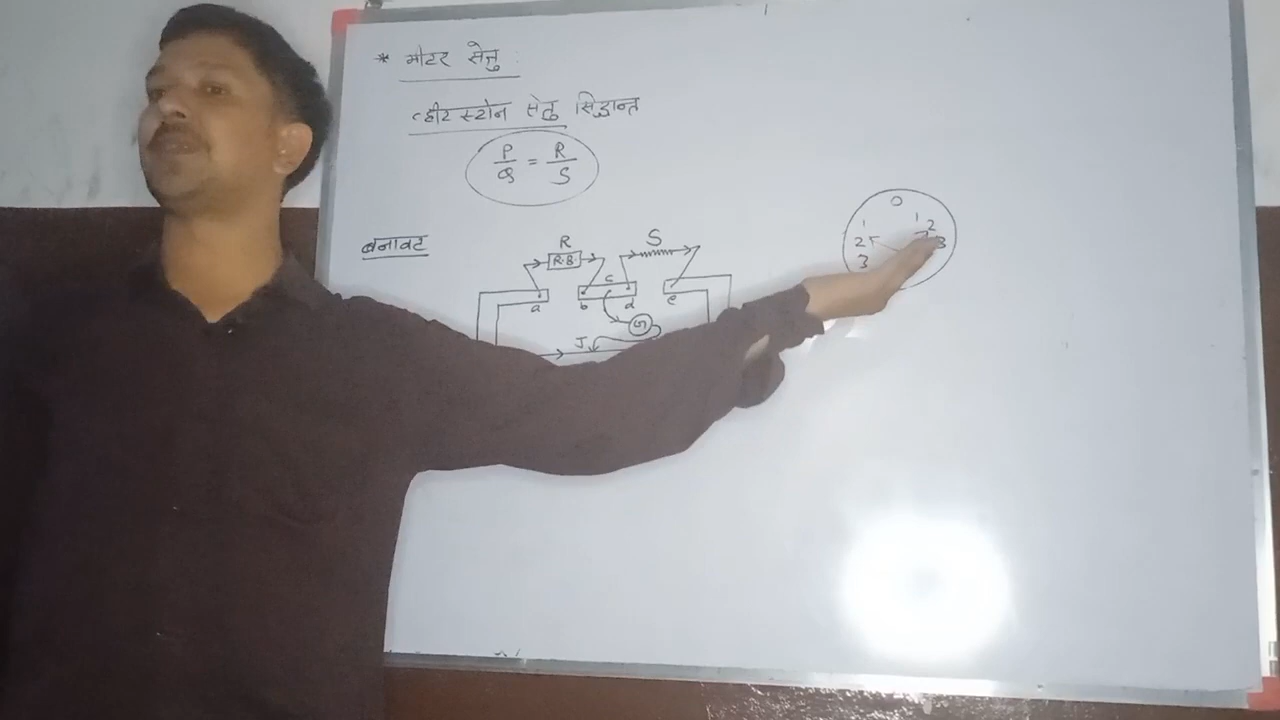 * मीटर सेतु :
व्हीटस्टोन सेतु सिद्धान्त
P/Q = R/S
बनावट
R S
R.B.
a b c d e
G
J
0
1 1 2
2 3
3